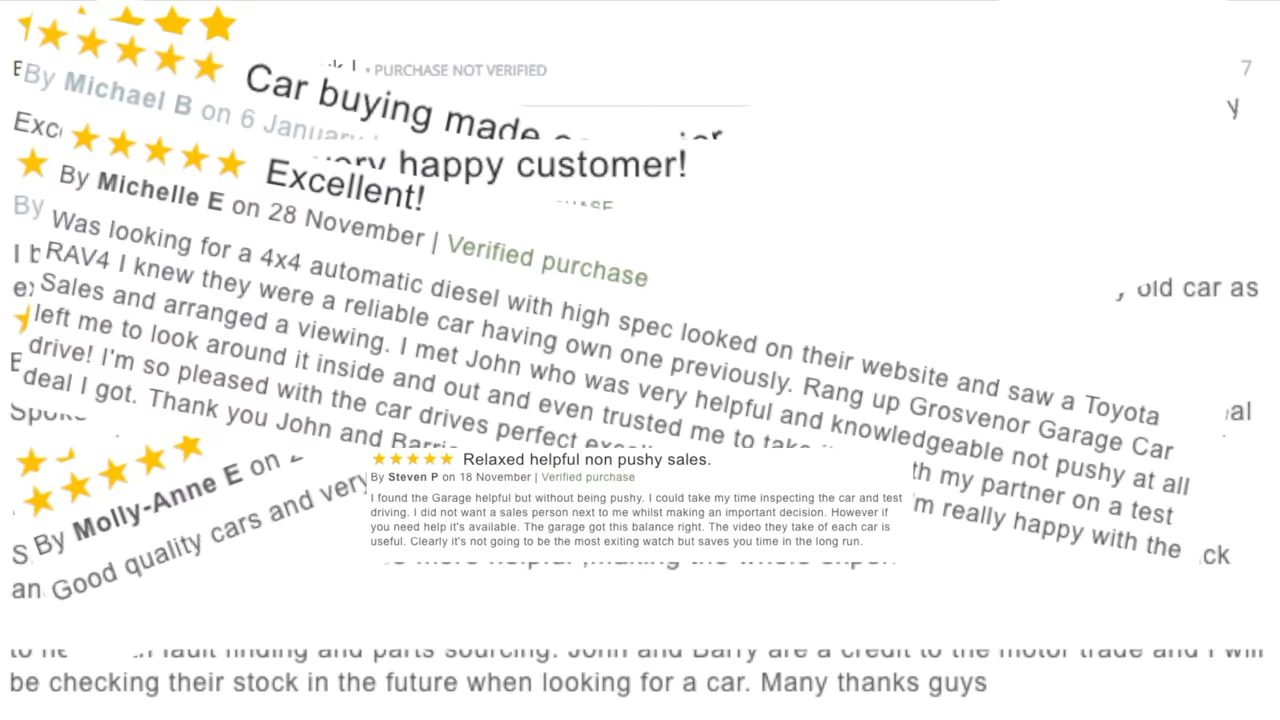 PURCHASE NOT VERIFIED
7
By Michael B on 6 January
Car buying made
y
Exc
happy customer!
Excellent!
By Michelle E on 28 November | Verified purchase
By
Was looking for a 4x4 automatic diesel with high spec looked on their website and saw a Toyota
RAV4 I knew they were a reliable car having own one previously. Rang up Grosvenor Garage Car
Sales and arranged a viewing. I met John who was very helpful and knowledgeable not pushy at all
left me to look around it inside and out and even trusted me to take
th my partner on a test
drive! I'm so pleased with the car drives perfect
'm really happy with the
deal I got. Thank you John and
old car as
al
ck
By Molly-Anne E on
Good quality cars and very
an
Relaxed helpful non pushy sales.
By Steven P on 18 November | Verified purchase
I found the Garage helpful but without being pushy. I could take my time inspecting the car and test
driving. I did not want a sales person next to me whilst making an important decision. However if
you need help it's available. The garage got this balance right. The video they take of each car is
useful. Clearly it's not going to be the most exiting watch but saves you time in the long run.
fault finding and parts sourcing. John and Barry are a credit to the motor trade and I will
be checking their stock in the future when looking for a car. Many thanks guys